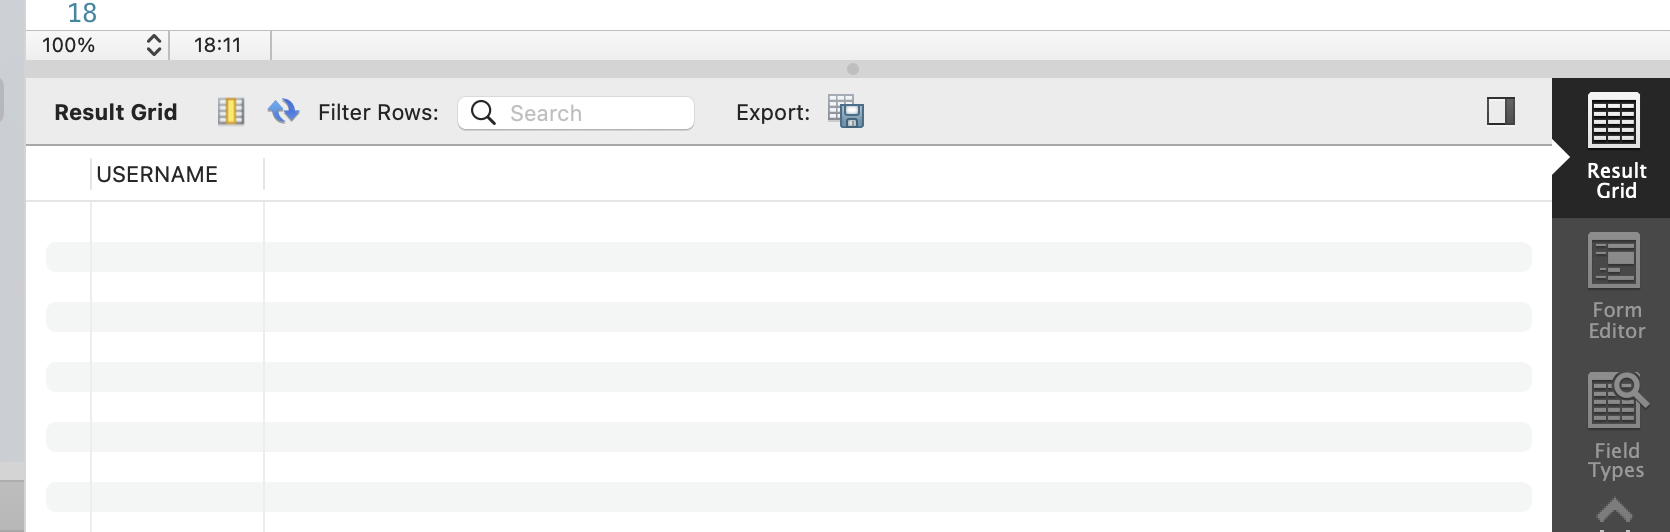 18
100%
18:11
Result Grid
Filter Rows:
Search
Export:
USERNAME
Result
Grid
Form
Editor
Field
Types